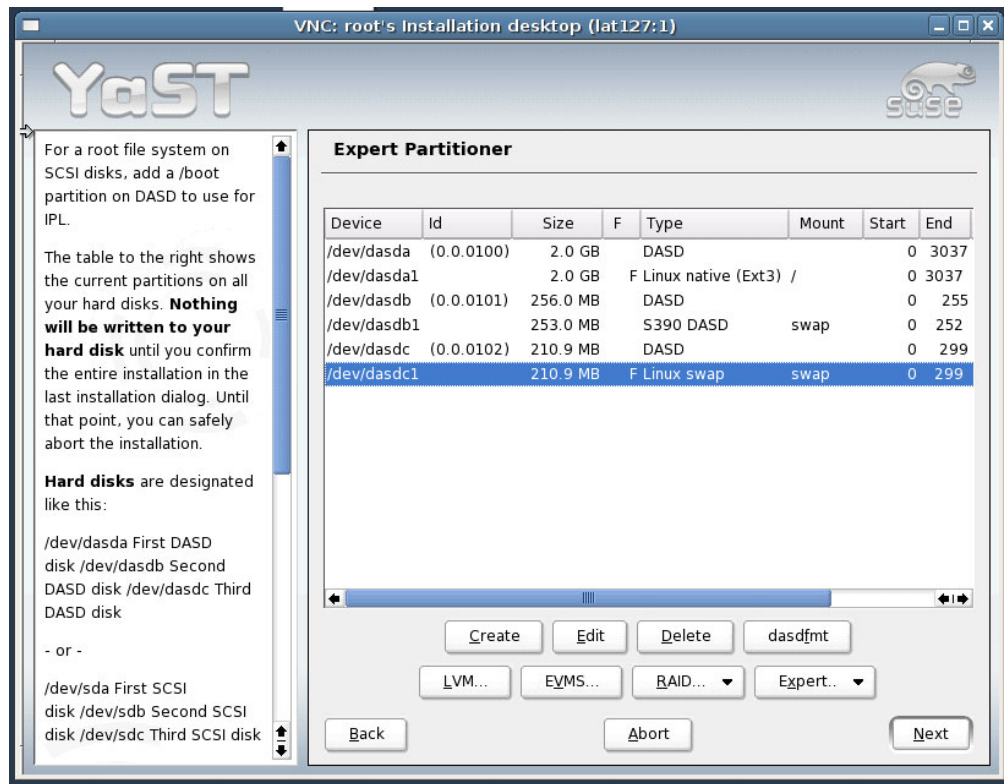 VNC: root's Installation desktop (lat127:1)
YaST
SUSE
For a root file system on
SCSI disks, add a /boot
partition on DASD to use for
IPL.
The table to the right shows
the current partitions on all
your hard disks. Nothing
will be written to your
hard disk until you confirm
the entire installation in the
last installation dialog. Until
that point, you can safely
abort the installation.
Hard disks are designated
like this:
/dev/dasda First DASD
disk /dev/dasdb Second
DASD disk /dev/dasdc Third
DASD disk
- or -
/dev/sda First SCSI
disk /dev/sdb Second SCSI
disk /dev/sdc Third SCSI disk
Expert Partitioner
Device Id Size F Type Mount Start End
/dev/dasda (0.0.0100) 2.0 GB DASD 0 3037
/dev/dasda1 2.0 GB F Linux native (Ext3) / 0 3037
/dev/dasdb (0.0.0101) 256.0 MB DASD 0 255
/dev/dasdb1 253.0 MB S390 DASD swap 0 252
/dev/dasdc (0.0.0102) 210.9 MB DASD 0 299
/dev/dasdc1 210.9 MB F Linux swap swap 0 299
Create Edit Delete dasdfmt
LVM... EVMS... RAID... Expert..
Back Abort Next